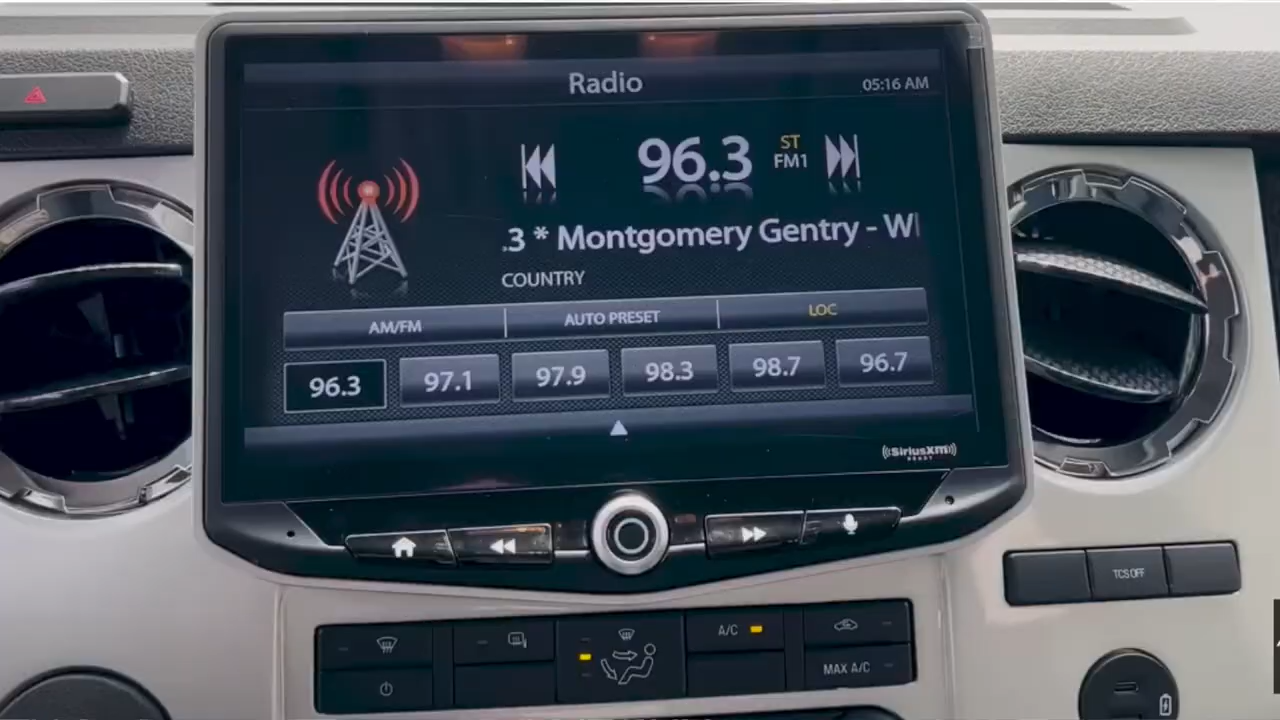 Radio
05:16 AM
96.3
ST
FM1
.3 * Montgomery Gentry - W
COUNTRY
AM/FM
AUTO PRESET
LOC
96.3
97.1
97.9
98.3
98.7
96.7
SiriusXM
READY
TCS OFF
A/C
MAX A/C